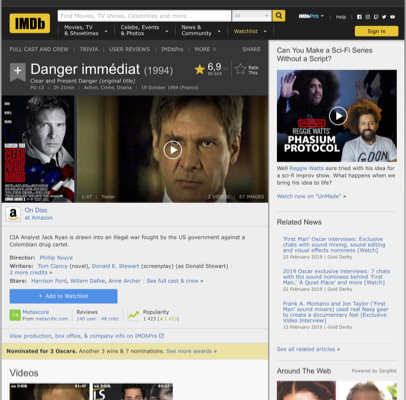 IMDb
Find Movies, TV shows, Celebrities and more...
All
IMDbPro
Help
Movies, TV & Showtimes
Celebs, Events & Photos
News & Community
Watchlist
Sign in
FULL CAST AND CREW | TRIVIA | USER REVIEWS | IMDbPro | MORE
SHARE
Danger immédiat (1994)
Clear and Present Danger (original title)
PG-13 | 2h 21min | Action, Crime, Drama | 19 October 1994 (France)
6,9
Rate This
HARRISON FORD
CLEAR AND PRESENT DANGER
1:47 | Trailer
2 VIDEOS | 57 IMAGES
On Disc
at Amazon
CIA Analyst Jack Ryan is drawn into an illegal war fought by the US government against a
Colombian drug cartel.
Director: Phillip Noyce
Writers: Tom Clancy (novel), Donald E. Stewart (screenplay) (as Donald Stewart) |
2 more credits »
Stars: Harrison Ford, Willem Dafoe, Anne Archer | See full cast & crew »
+ Add to Watchlist
Metascore
From metacritic.com
Reviews
140 user | 48 critic
Popularity
1 423
View production, box office, & company info on IMDbPro
Nominated for 2 Oscars. Another 3 wins & 7 nominations. See more awards »
Videos
Can You Make a Sci-Fi Series
Without a Script?
REGGIE WATTS'
PHASIUM
PROTOCOL
Well Reggie Watts sure tried with his idea for
a sci-fi improv show. What happens when we
bring his idea to life?
Watch now on "UnMade" »
Related News
'First Man' Oscar interviews: Exclusive
chats with sound mixing, sound editing
and visual effects nominees [Watch]
22 February 2019 | Gold Derby
2019 Oscar exclusive interviews: 7 chats
with the sound nominees behind 'First
Man,' 'A Quiet Place' and more [Watch]
22 February 2019 | Gold Derby
Frank A. Montaño and Jon Taylor ('First
Man' sound mixers) used real Nasa gear
to create a documentary feel [Exclusive
Video Interview]
22 February 2019 | Gold Derby
See all related articles »
Around The Web
Powered by ZergNet